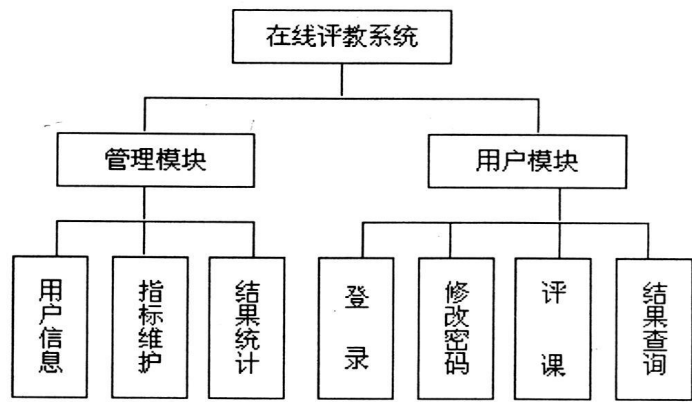 在线评教系统
管理模块
用户模块
用户信息
指标维护
结果统计
登录
修改密码
评课
结果查询